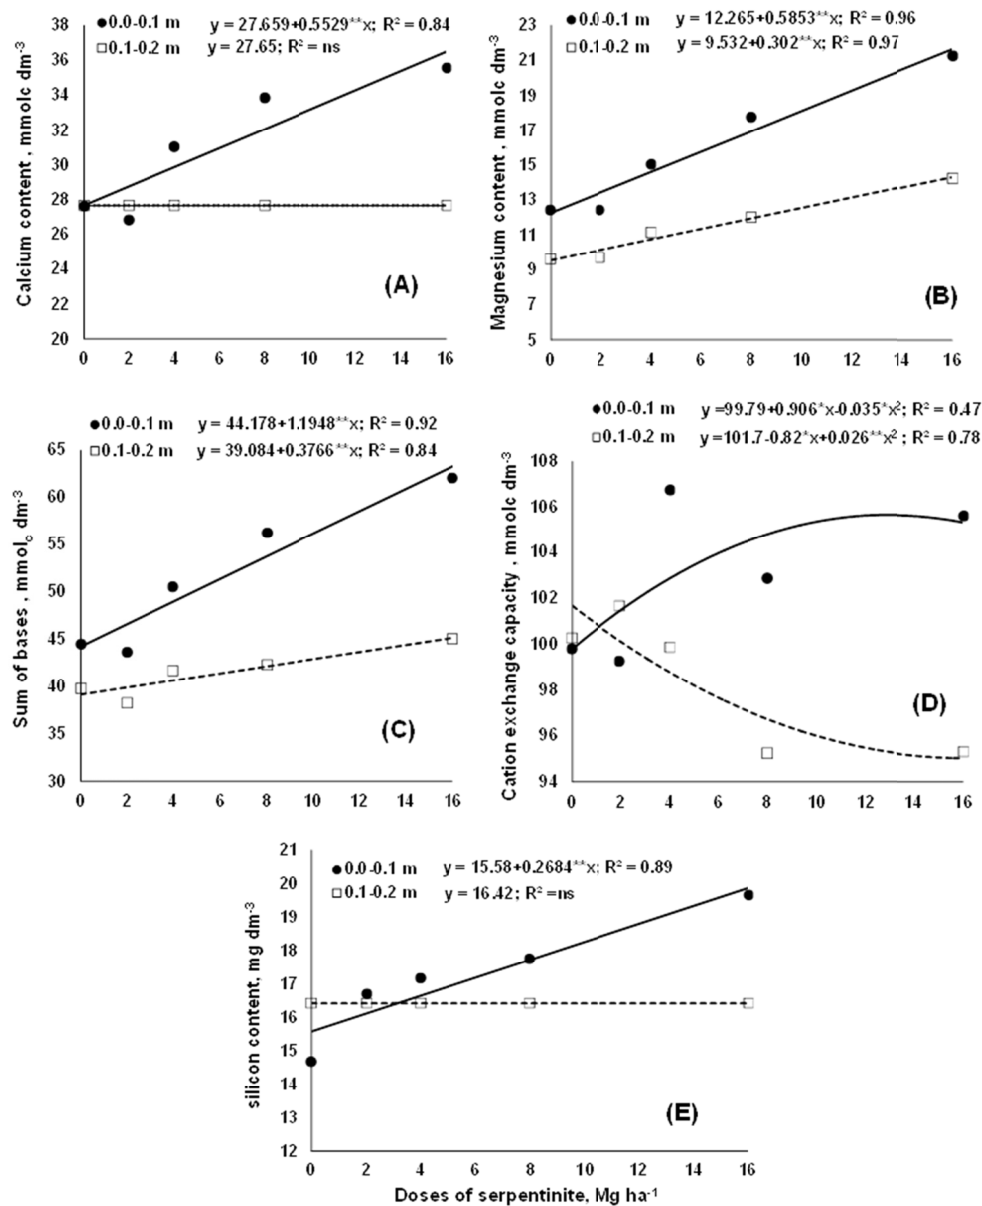 y = 27.659+0.5529**x; R² = 0.84
0.0-0.1 m
0.1-0.2 m
y = 27.65; R² = ns
38
36
34
32
30
28
26
24
22
20
Calcium content , mmolc dm-3
(A)
0 2 4 6 8 10 12 14 16
0.0-0.1 m y = 12.265+0.5853**x; R² = 0.96
0.1-0.2 m y = 9.532+0.302**x; R² = 0.97
23
21
19
17
15
13
11
9
7
5
Magnesium content , mmolc dm-3
(B)
0 2 4 6 8 10 12 14 16
0.0-0.1 m y = 44.178+1.1948**x; R² = 0.92
0.1-0.2 m y = 39.084+0.3766**x; R² = 0.84
65
60
55
50
45
40
35
30
Sum of bases , mmolc dm-3
(C)
0 2 4 6 8 10 12 14 16
0.0-0.1 m y =99.79+0.906*x-0.035*x²; R² = 0.47
0.1-0.2 m y =101.7-0.82*x+0.026**x² ; R² = 0.78
108
106
104
102
100
98
96
94
Cation exchange capacity , mmolc dm-3
(D)
0 2 4 6 8 10 12 14 16
0.0-0.1 m y = 15.58+0.2684**x; R² = 0.89
0.1-0.2 m y = 16.42; R² =ns
21
20
19
18
17
16
15
14
13
12
silicon content, mg dm-3
(E)
0 2 4 6 8 10 12 14 16
Doses of serpentinite, Mg ha-1